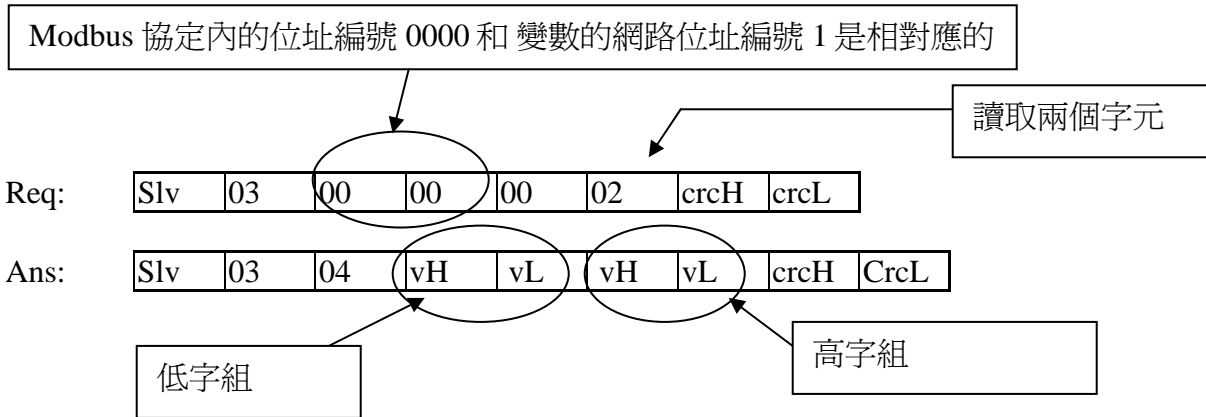 Modbus 協定內的位址編號 0000 和 變數的網路位址編號 1 是相對應的
讀取兩個字元
Req: Slv 03 00 00 00 02 crcH crcL
Ans: Slv 03 04 vH vL vH vL crcH CrcL
低字組
高字組